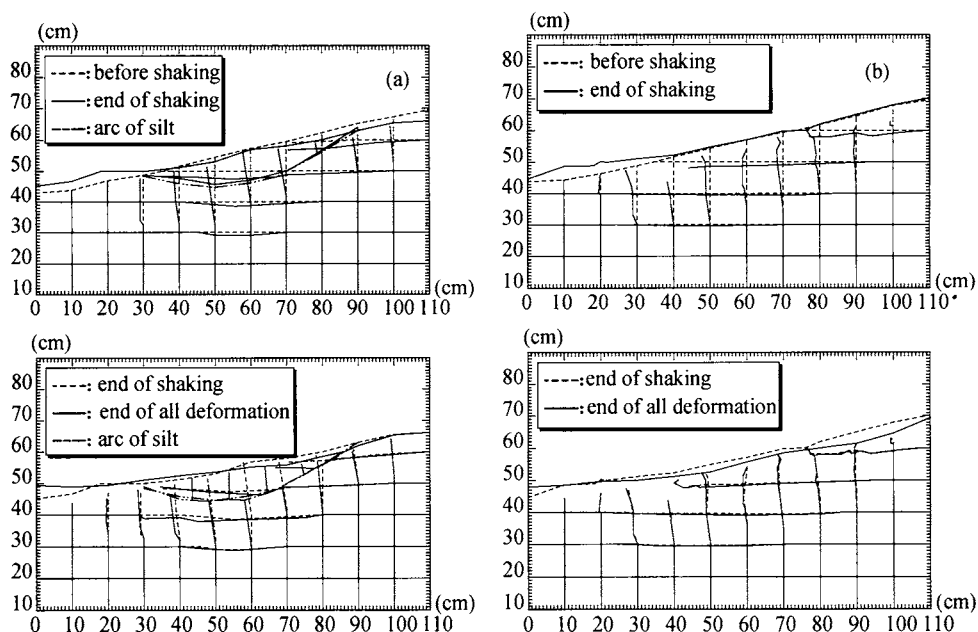 (cm)
80
70
60
50
40
30
20
10
-----: before shaking
——: end of shaking
—-—: arc of silt
(a)
(cm)
0 10 20 30 40 50 60 70 80 90 100 110
(cm)
80
70
60
50
40
30
20
10
-----: before shaking
——: end of shaking
(b)
(cm)
0 10 20 30 40 50 60 70 80 90 100 110
(cm)
80
70
60
50
40
30
20
10
-----: end of shaking
——: end of all deformation
—-—: arc of silt
(cm)
0 10 20 30 40 50 60 70 80 90 100 110
(cm)
80
70
60
50
40
30
20
10
-----: end of shaking
——: end of all deformation
(cm)
0 10 20 30 40 50 60 70 80 90 100 110